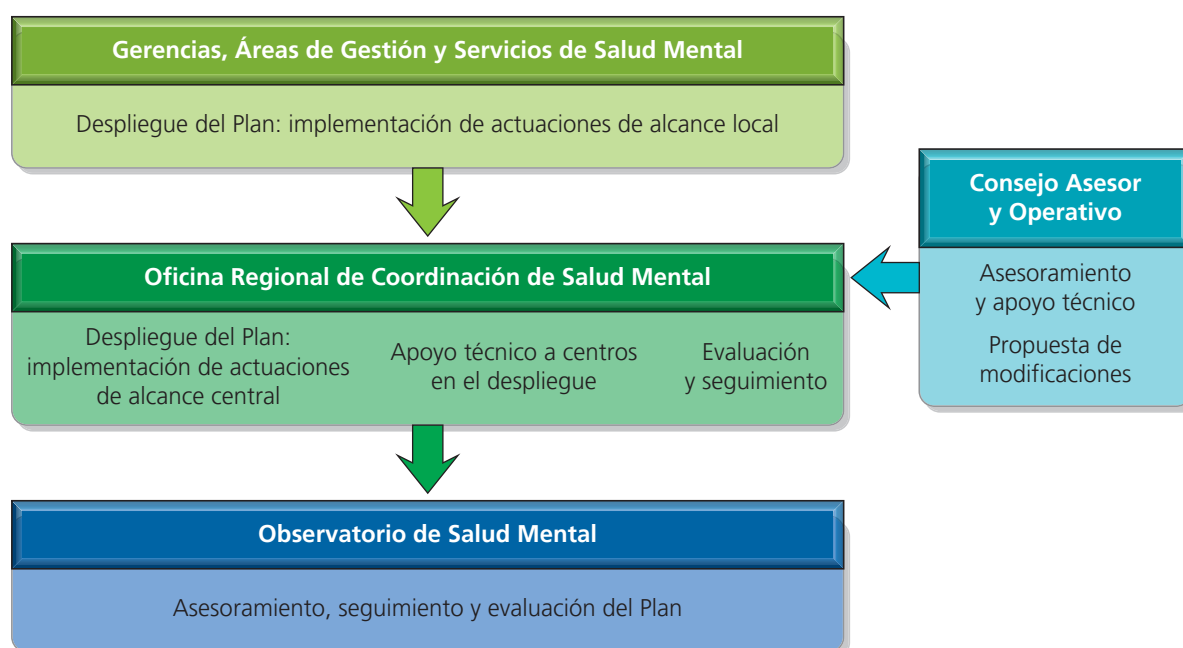 Gerencias, Áreas de Gestión y Servicios de Salud Mental
Despliegue del Plan: implementación de actuaciones de alcance local
Consejo Asesor
y Operativo
Asesoramiento
y apoyo técnico
Propuesta de
modificaciones
Oficina Regional de Coordinación de Salud Mental
Despliegue del Plan:
implementación de actuaciones
de alcance central
Apoyo técnico a centros
en el despliegue
Evaluación
y seguimiento
Observatorio de Salud Mental
Asesoramiento, seguimiento y evaluación del Plan